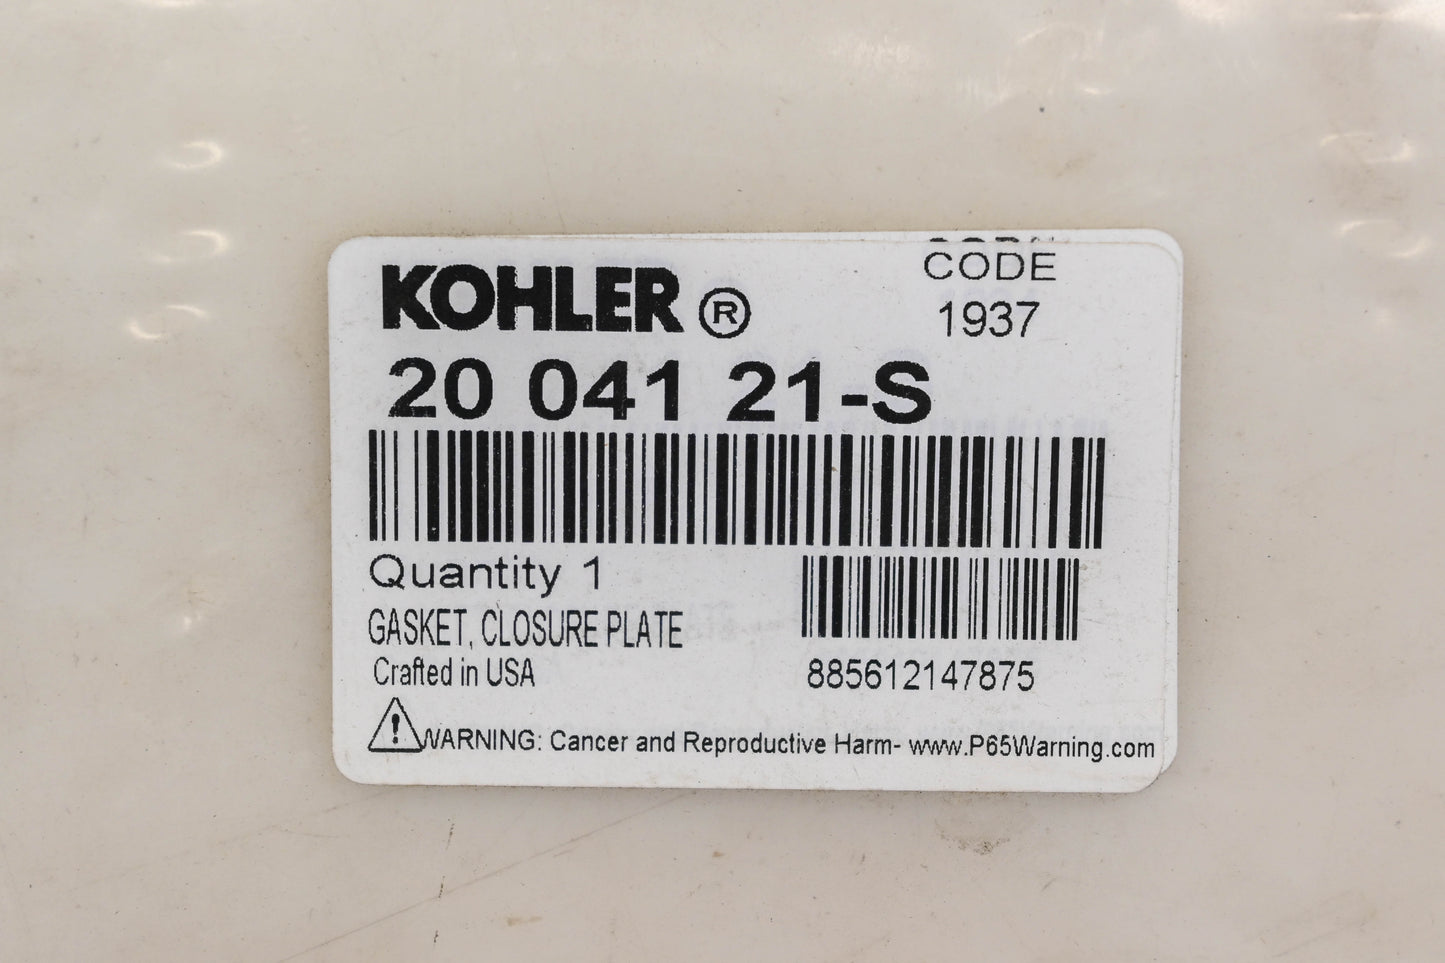 KOHLER®
CODE
1937
20 041 21-S
Quantity 1
GASKET, CLOSURE PLATE
Crafted in USA
885612147875
WARNING: Cancer and Reproductive Harm- www.P65Warning.com